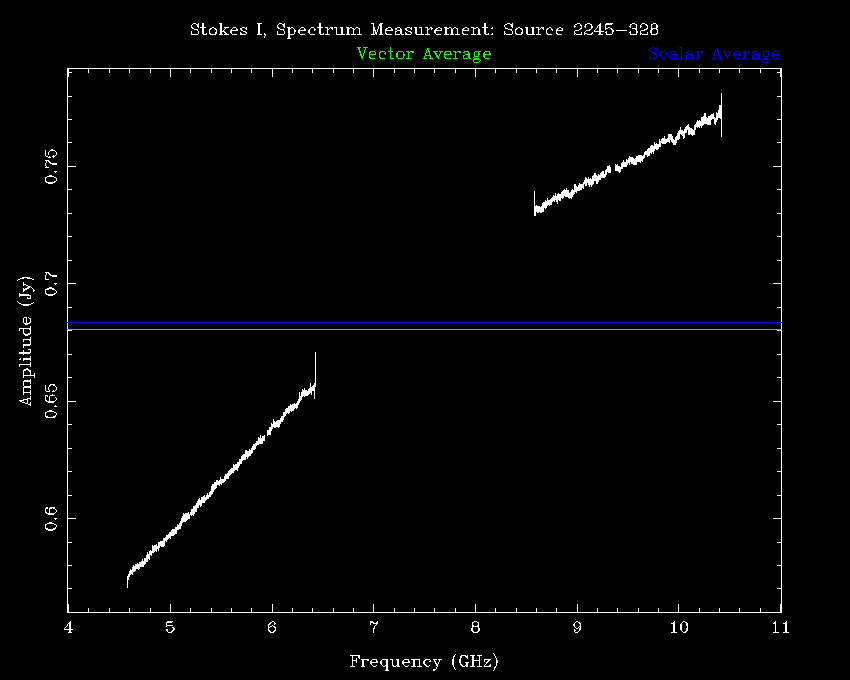 Stokes I, Spectrum Measurement: Source 2245−328
Vector Average Scalar Average
0.75
0.7
0.65
0.6
Amplitude (Jy)
4 5 6 7 8 9 10 11
Frequency (GHz)